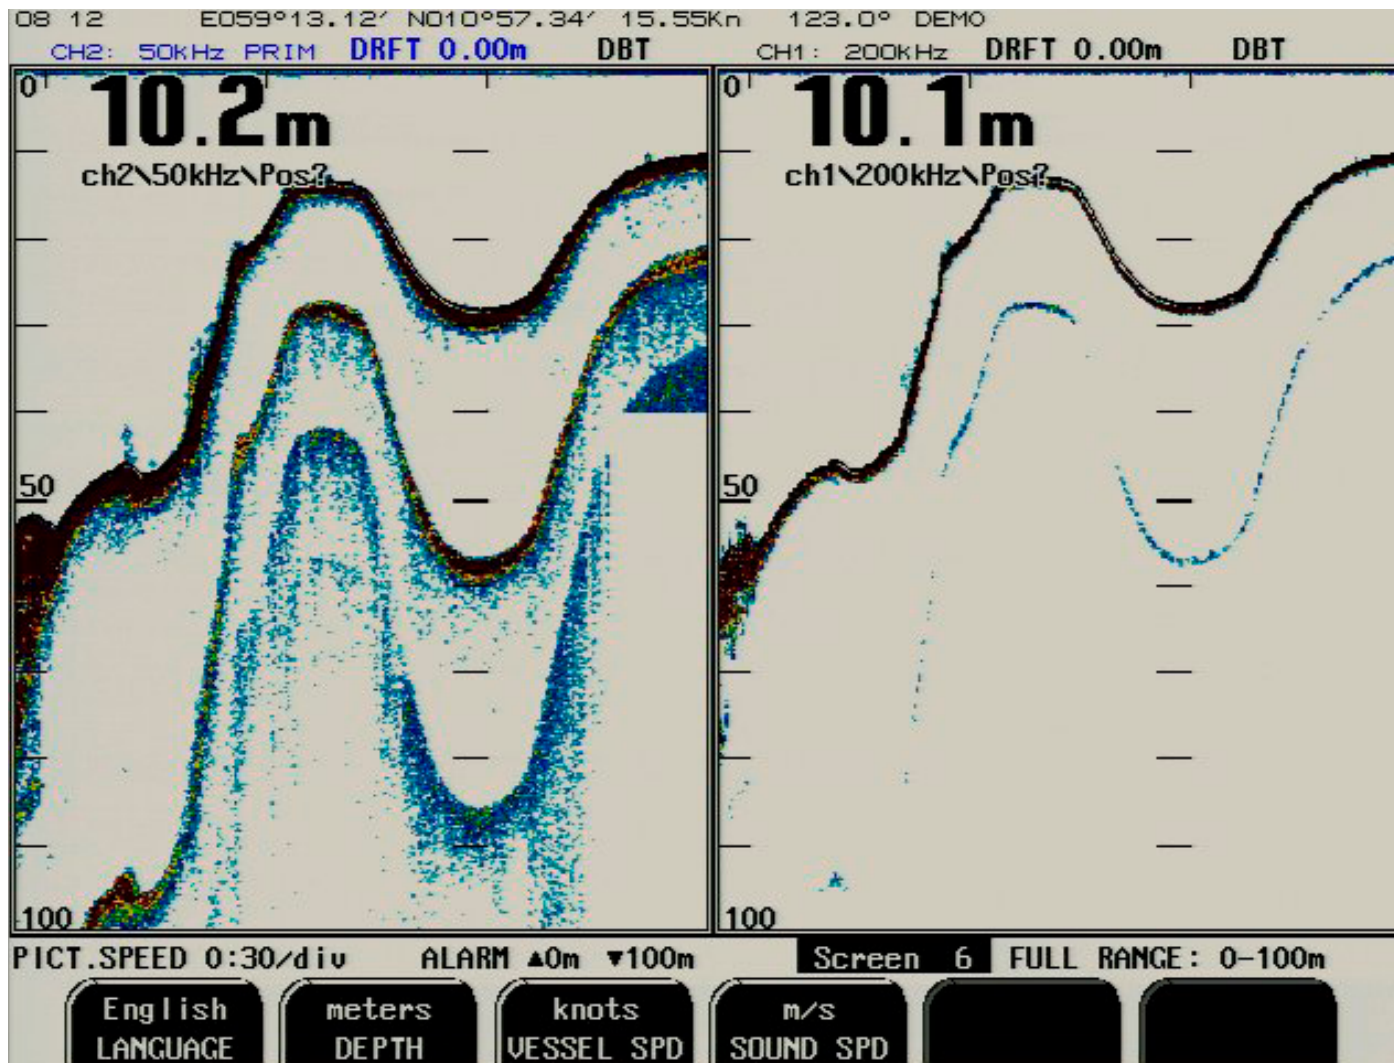 08 12 E059°13.12′ N010°57.34′ 15.55Kn 123.0° DEMO
CH2: 50kHz PRIM DRFT 0.00m DBT CH1: 200kHz DRFT 0.00m DBT
0 10.2m 0 10.1m
ch2\50kHz\Pos? ch1\200kHz\Pos?
50 50
100 100
PICT.SPEED 0:30/div ALARM ▲0m ▼100m Screen 6 FULL RANGE: 0-100m
English meters knots m/s
LANGUAGE DEPTH VESSEL SPD SOUND SPD